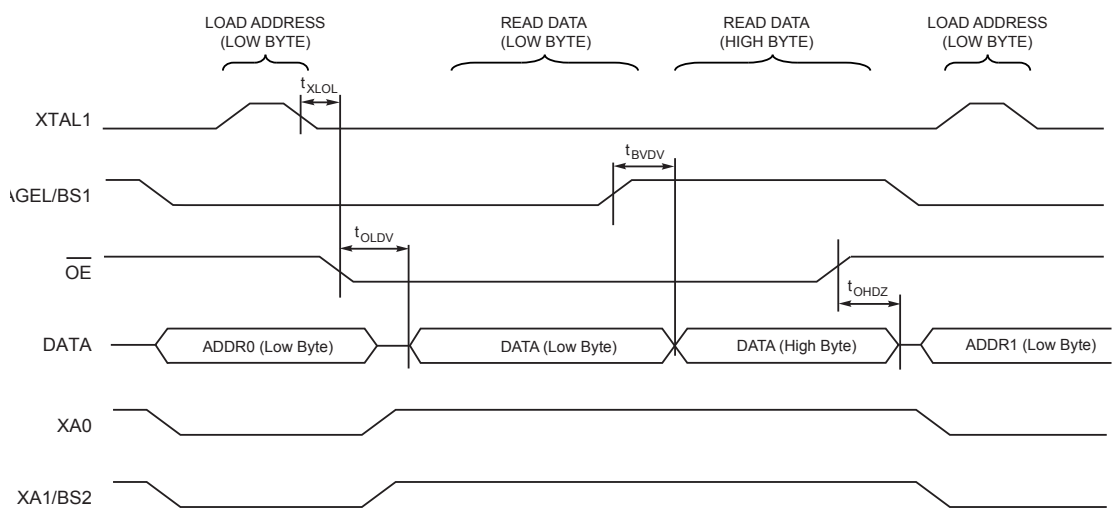 LOAD ADDRESS
(LOW BYTE)
READ DATA
(LOW BYTE)
READ DATA
(HIGH BYTE)
LOAD ADDRESS
(LOW BYTE)
tXLOL
XTAL1
tBVDV
AGEL/BS1
tOLDV
OE
tOHDZ
DATA
ADDR0 (Low Byte)
DATA (Low Byte)
DATA (High Byte)
ADDR1 (Low Byte)
XA0
XA1/BS2